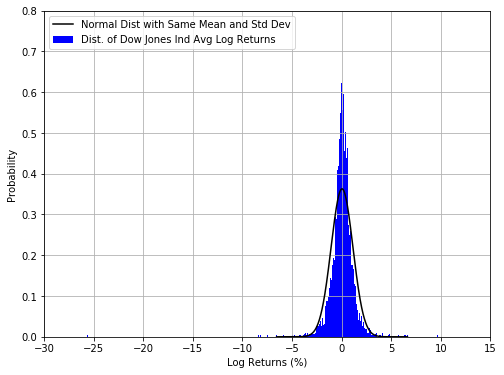 Normal Dist with Same Mean and Std Dev
Dist. of Dow Jones Ind Avg Log Returns
0.8
0.7
0.6
0.5
0.4
0.3
0.2
0.1
0.0
Probability
-30 -25 -20 -15 -10 -5 0 5 10 15
Log Returns (%)